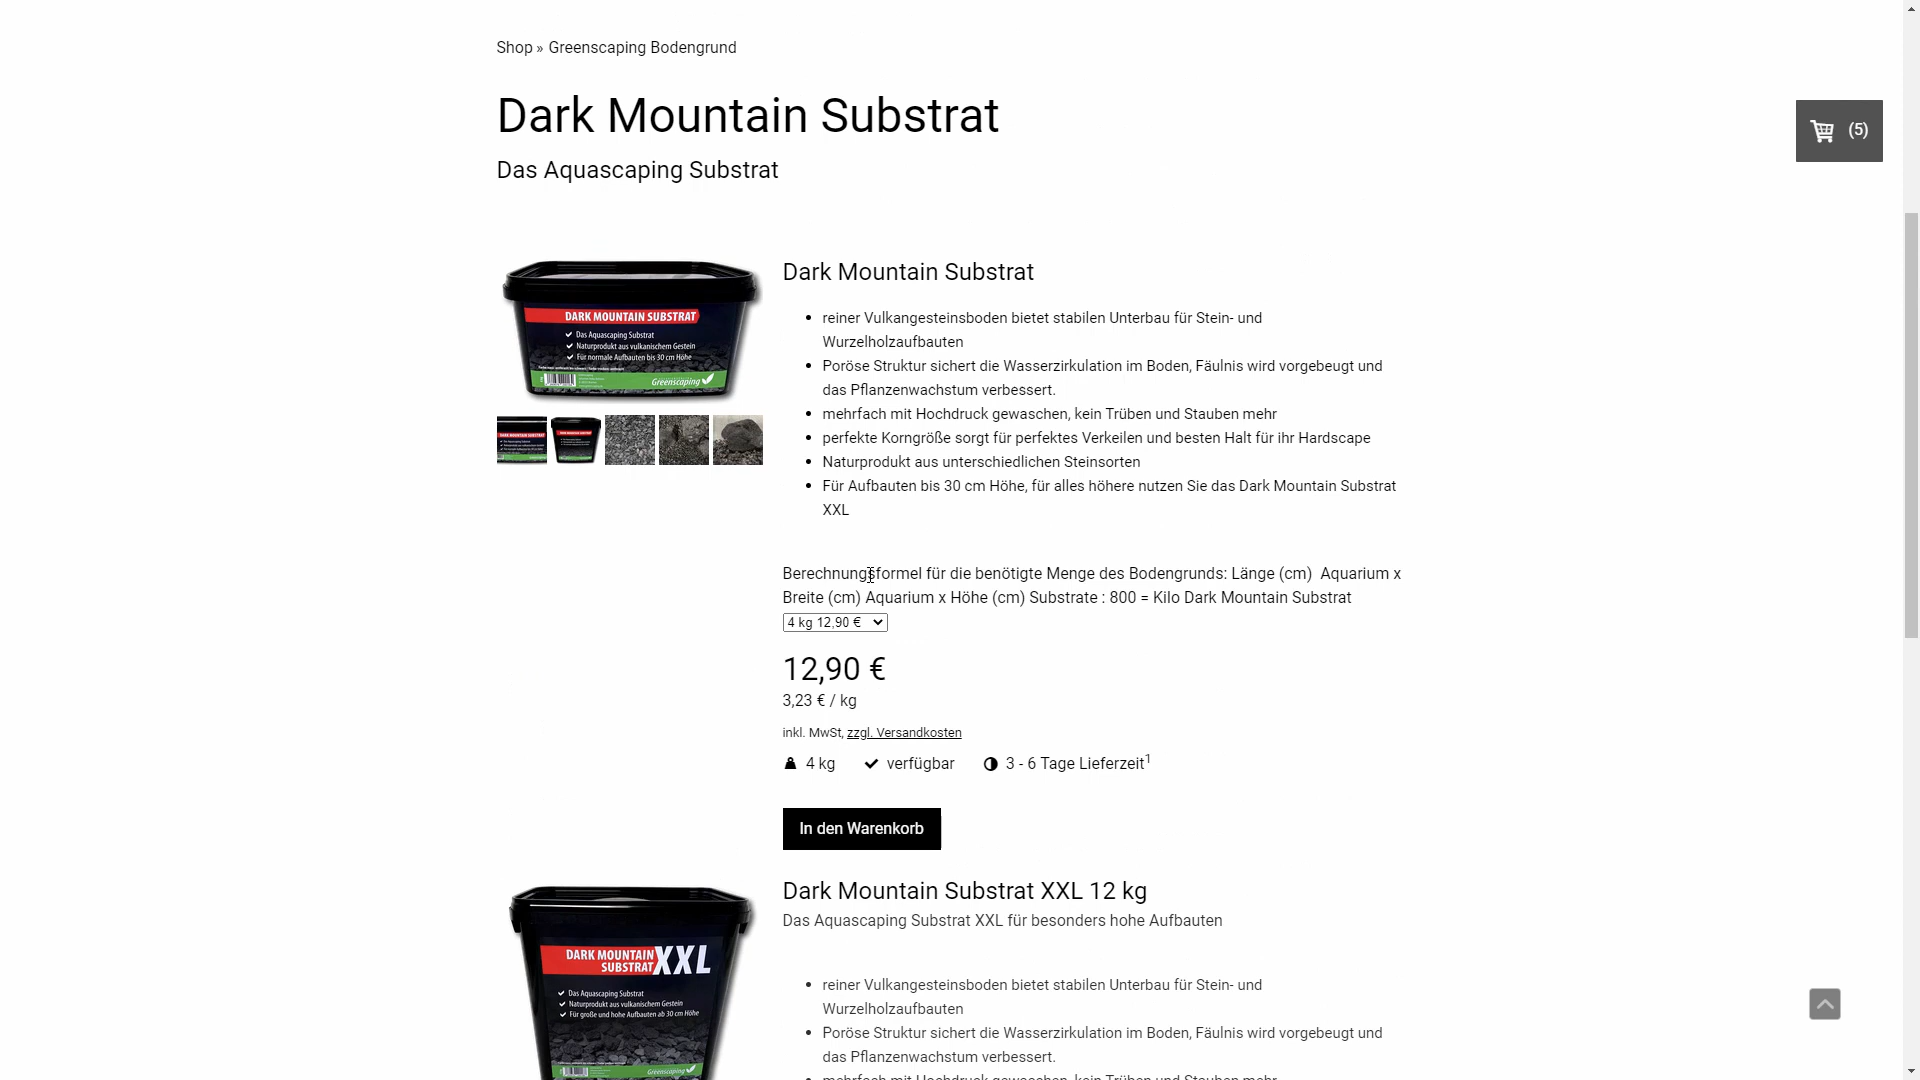 Shop » Greenscaping Bodengrund
Dark Mountain Substrat
(5)
Das Aquascaping Substrat
DARK MOUNTAIN SUBSTRAT
Das Aquascaping Substrat
Naturprodukt aus vulkanischem Gestein
Für normale Aufbauten bis 30 cm Höhe
Greenscaping
Dark Mountain Substrat
reiner Vulkangesteinsboden bietet stabilen Unterbau für Stein- und
Wurzelholzaufbauten
Poröse Struktur sichert die Wasserzirkulation im Boden, Fäulnis wird vorgebeugt und
das Pflanzenwachstum verbessert.
mehrfach mit Hochdruck gewaschen, kein Trüben und Stauben mehr
perfekte Korngröße sorgt für perfektes Verkeilen und besten Halt für ihr Hardscape
Naturprodukt aus unterschiedlichen Steinsorten
Für Aufbauten bis 30 cm Höhe, für alles höhere nutzen Sie das Dark Mountain Substrat
XXL
Berechnungsformel für die benötigte Menge des Bodengrunds: Länge (cm) Aquarium x
Breite (cm) Aquarium x Höhe (cm) Substrate : 800 = Kilo Dark Mountain Substrat
4 kg 12,90 €
12,90 €
3,23 € / kg
inkl. MwSt, zzgl. Versandkosten
4 kg verfügbar 3 - 6 Tage Lieferzeit1
In den Warenkorb
DARK MOUNTAIN
SUBSTRAT XXL
Das Aquascaping Substrat
Naturprodukt aus vulkanischem Gestein
Für große und hohe Aufbauten ab 30 cm Höhe
Greenscaping
Dark Mountain Substrat XXL 12 kg
Das Aquascaping Substrat XXL für besonders hohe Aufbauten
reiner Vulkangesteinsboden bietet stabilen Unterbau für Stein- und
Wurzelholzaufbauten
Poröse Struktur sichert die Wasserzirkulation im Boden, Fäulnis wird vorgebeugt und
das Pflanzenwachstum verbessert.
mehrfach mit Hochdruck gewaschen, kein Trüben und Stauben mehr